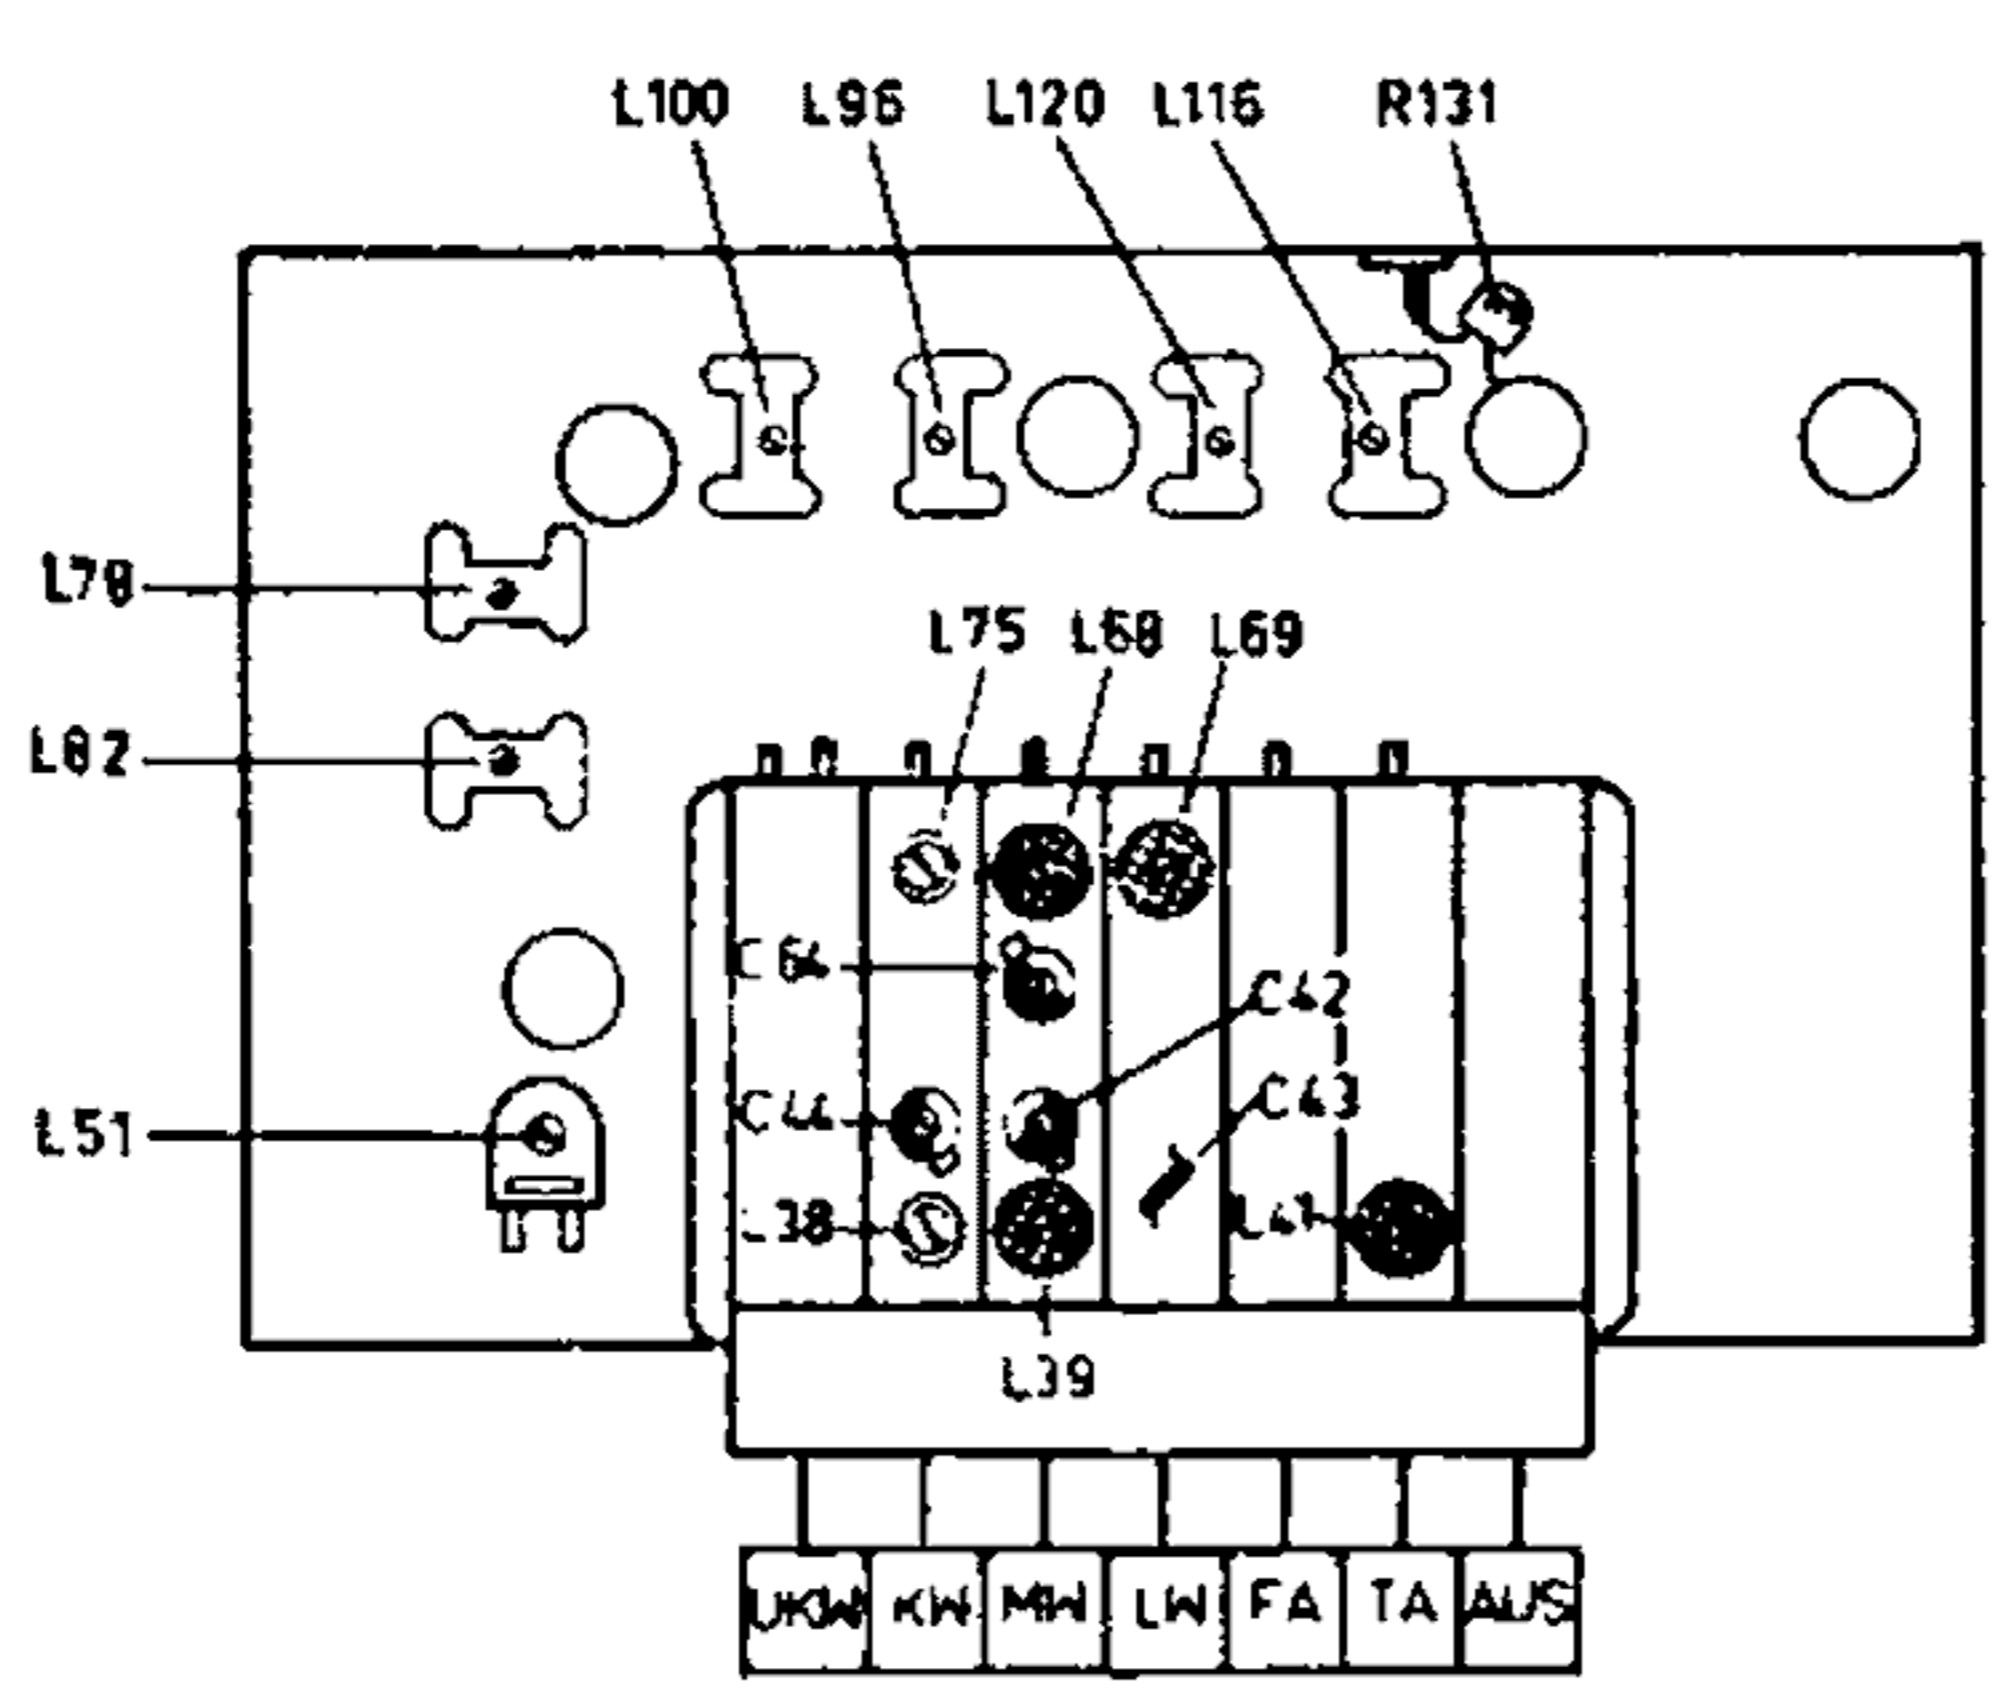 L100 L96 L120 L116 R131
L78
L75 L68 L69
L82
C64
C42
C44
C43
L51
L38
L41
L39
UKW KW MW LW FA TA AUS